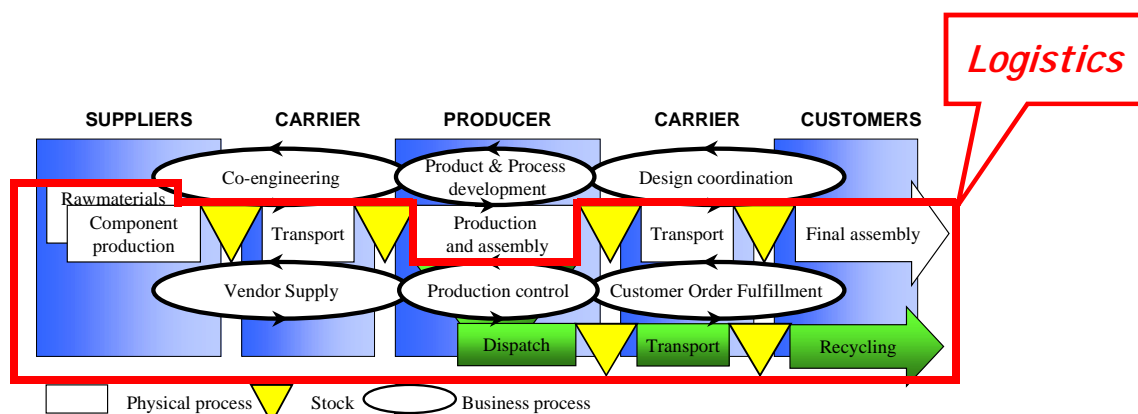 Logistics
SUPPLIERS CARRIER PRODUCER CARRIER CUSTOMERS
Co-engineering
Product & Process
development
Design coordination
Rawmaterials
Component
production
Transport
Production
and assembly
Transport
Final assembly
Vendor Supply
Production control
Customer Order Fulfillment
Dispatch
Transport
Recycling
Physical process Stock Business process